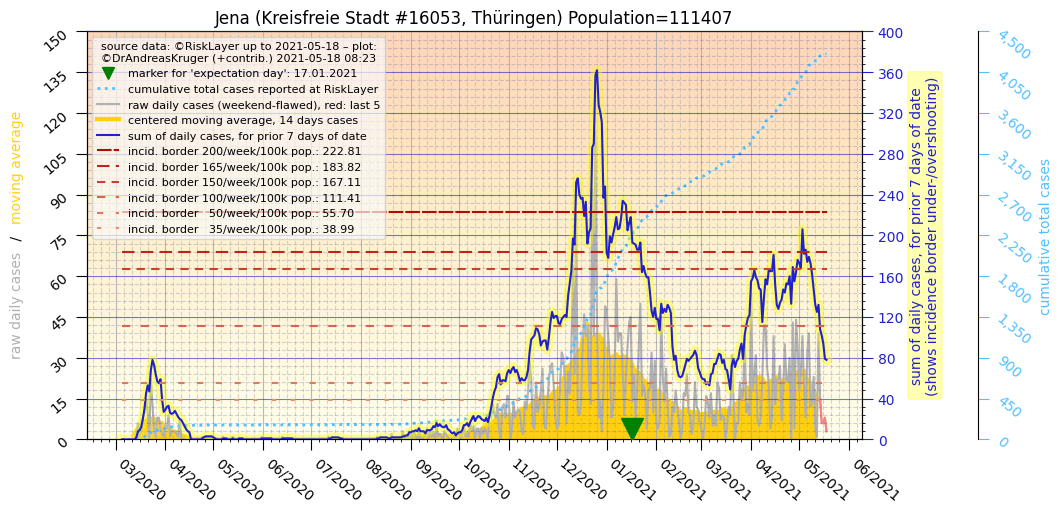 Jena (Kreisfreie Stadt #16053, Thüringen) Population=111407
source data: ©RiskLayer up to 2021-05-18 – plot:
©DrAndreasKruger (+contrib.) 2021-05-18 08:23
marker for 'expectation day': 17.01.2021
cumulative total cases reported at RiskLayer
raw daily cases (weekend-flawed), red: last 5
centered moving average, 14 days cases
sum of daily cases, for prior 7 days of date
incid. border 200/week/100k pop.: 222.81
incid. border 165/week/100k pop.: 183.82
incid. border 150/week/100k pop.: 167.11
incid. border 100/week/100k pop.: 111.41
incid. border 50/week/100k pop.: 55.70
incid. border 35/week/100k pop.: 38.99
raw daily cases / moving average
150
135
120
105
90
75
60
45
30
15
0
03/2020
04/2020
05/2020
06/2020
07/2020
08/2020
09/2020
10/2020
11/2020
12/2020
01/2021
02/2021
03/2021
04/2021
05/2021
06/2021
400
360
320
280
240
200
160
120
80
40
0
sum of daily cases, for prior 7 days of date
(shows incidence border under-/overshooting)
4,500
4,050
3,600
3,150
2,700
2,250
1,800
1,350
900
450
0
cumulative total cases